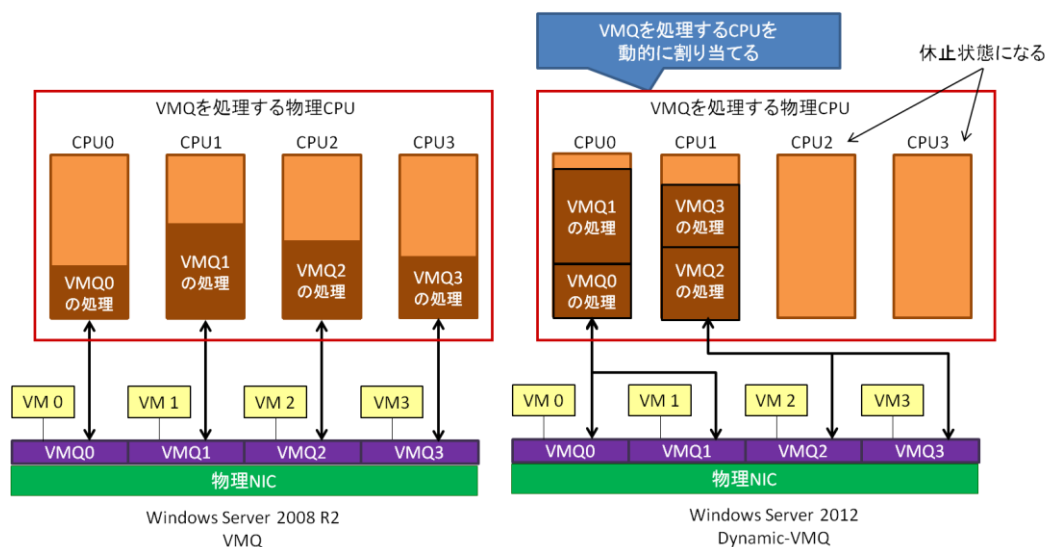 VMQを処理するCPUを
動的に割り当てる
休止状態になる
VMQを処理する物理CPU
CPU0
CPU1
CPU2
CPU3
VMQ0
の処理
VMQ1
の処理
VMQ2
の処理
VMQ3
の処理
VM 0
VM 1
VM 2
VM3
VMQ0
VMQ1
VMQ2
VMQ3
物理NIC
Windows Server 2008 R2
VMQ
VMQを処理する物理CPU
CPU0
CPU1
CPU2
CPU3
VMQ1
の処理
VMQ0
の処理
VMQ3
の処理
VMQ2
の処理
VM 0
VM 1
VM 2
VM3
VMQ0
VMQ1
VMQ2
VMQ3
物理NIC
Windows Server 2012
Dynamic-VMQ